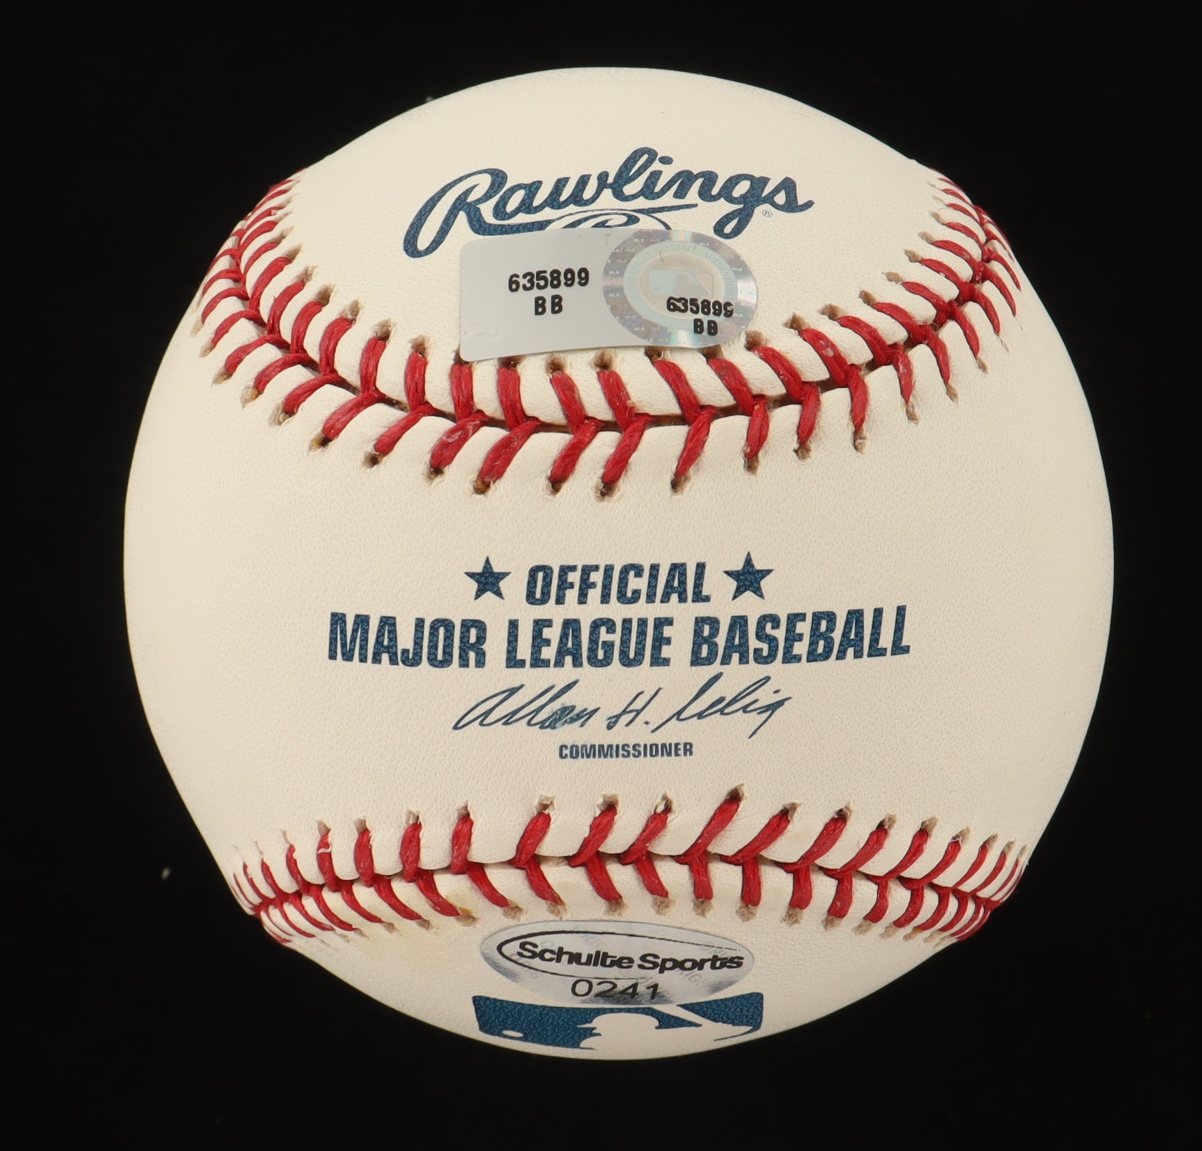 Rawlings
®
635899
BB
635899
BB
★ OFFICIAL ★
MAJOR LEAGUE BASEBALL
Allan H. Selig
COMMISSIONER
Schulte Sports
0241